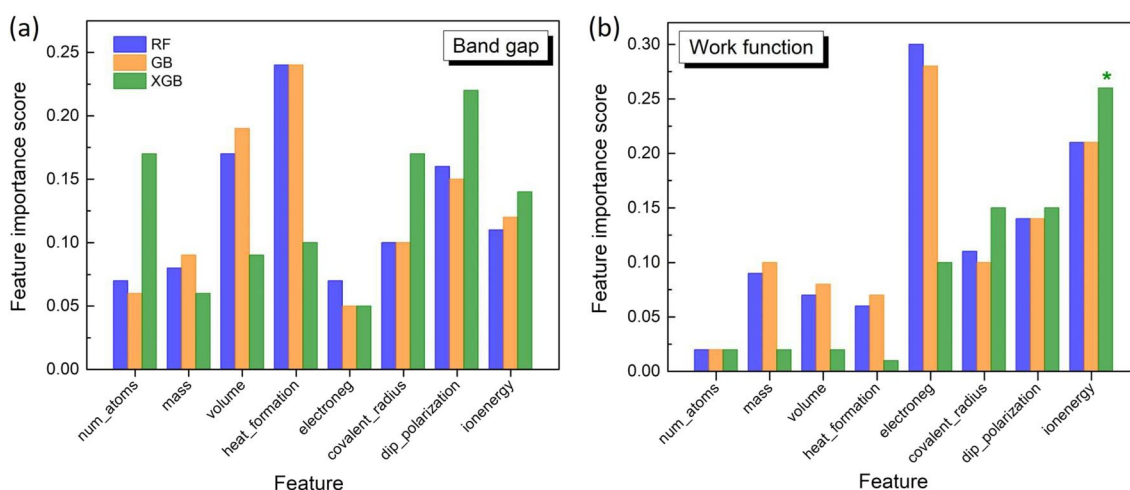 (a)
RF
GB
XGB
Band gap
Feature importance score
0.25
0.20
0.15
0.10
0.05
0.00
num_atoms
mass
volume
heat_formation
electroneg
covalent_radius
dip_polarization
ionenergy
Feature
(b)
Work function
*
Feature importance score
0.30
0.25
0.20
0.15
0.10
0.05
0.00
num_atoms
mass
volume
heat_formation
electroneg
covalent_radius
dip_polarization
ionenergy
Feature